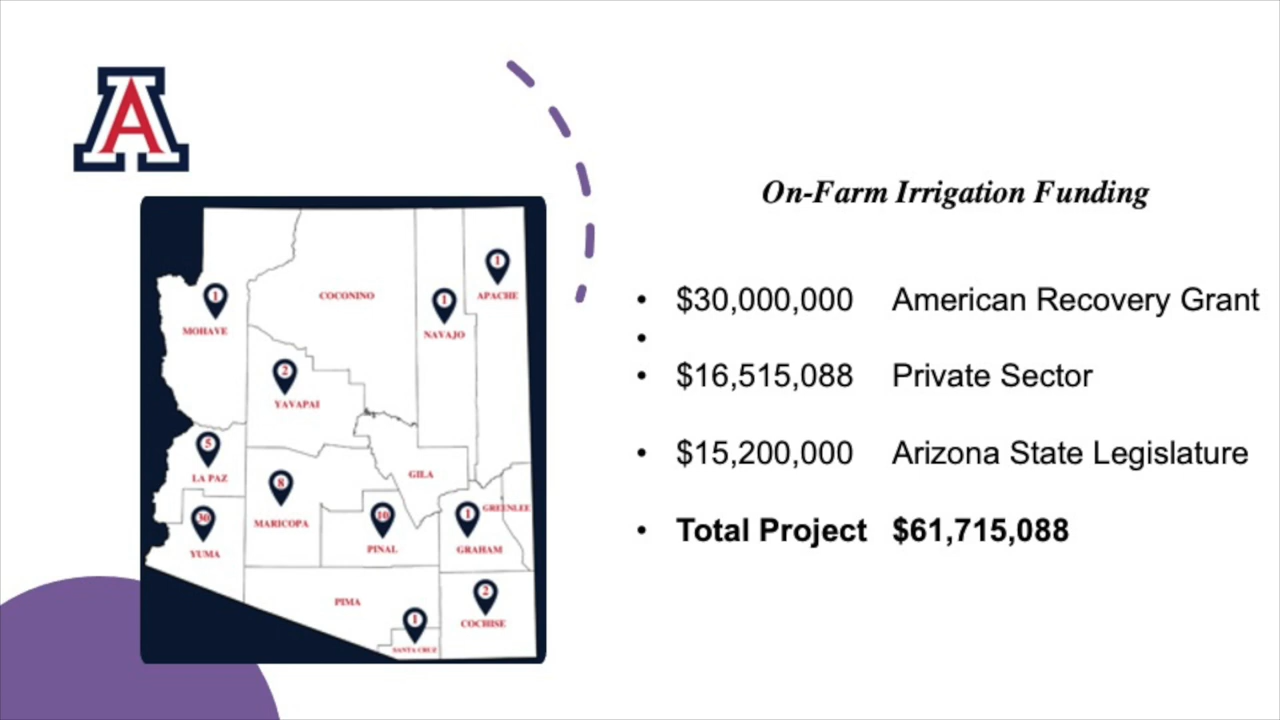 A
On-Farm Irrigation Funding
1
APACHE
COCONINO
1
MOHAVE
1
NAVAJO
2
YAVAPAI
5
LA PAZ
GILA
8
MARICOPA
30
YUMA
10
PINAL
1
GRAHAM
GREENLEE
PIMA
2
COCHISE
1
SANTA CRUZ
• $30,000,000 American Recovery Grant
•
• $16,515,088 Private Sector
• $15,200,000 Arizona State Legislature
• Total Project $61,715,088